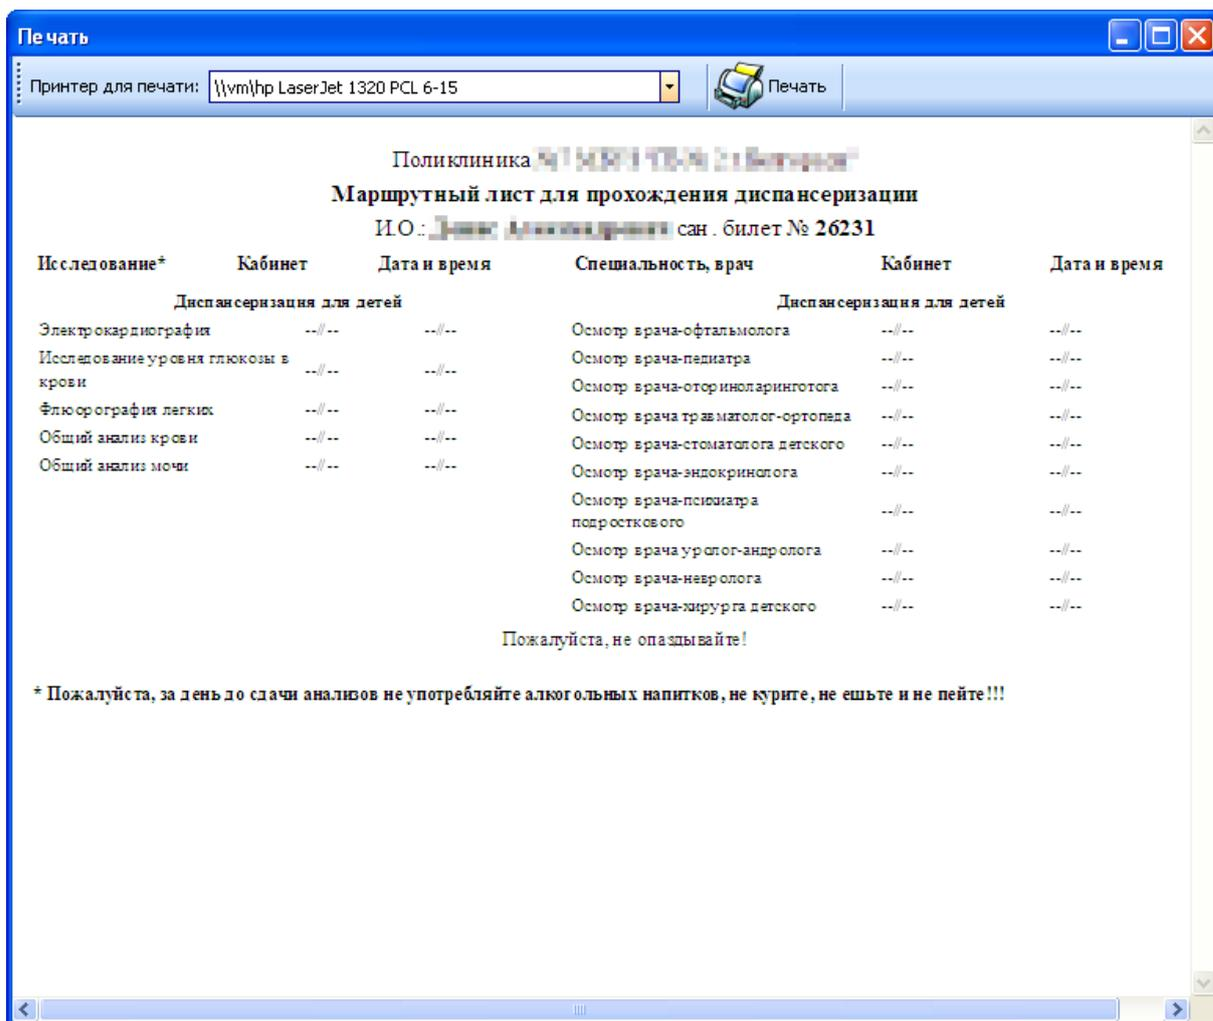 Печать
Принтер для печати: \\vm\hp LaserJet 1320 PCL 6-15 Печать
Поликлиника
Маршрутный лист для прохождения диспансеризации
И.О.: сан . билет № 26231
Исследование* Кабинет Дата и время Специальность, врач Кабинет Дата и время
Диспансеризация для детей Диспансеризация для детей
Электрокардиография --//-- --//-- Осмотр врача-офтальмолога --//-- --//--
Исследование уровня глюкозы в
крови --//-- --//-- Осмотр врача-педиатра --//-- --//--
Осмотр врача-оториноларинготога --//-- --//--
Флюорография легких --//-- --//-- Осмотр врача травматолог-ортопеда --//-- --//--
Общий анализ крови --//-- --//-- Осмотр врача-стоматолога детского --//-- --//--
Общий анализ мочи --//-- --//-- Осмотр врача-эндокринолога --//-- --//--
Осмотр врача-психиатра
подросткового --//-- --//--
Осмотр врача уролог-андролога --//-- --//--
Осмотр врача-невролога --//-- --//--
Осмотр врача-хирурга детского --//-- --//--
Пожалуйста, не опаздывайте!
* Пожалуйста, за день до сдачи анализов не употребляйте алкогольных напитков, не курите, не ешьте и не пейте!!!